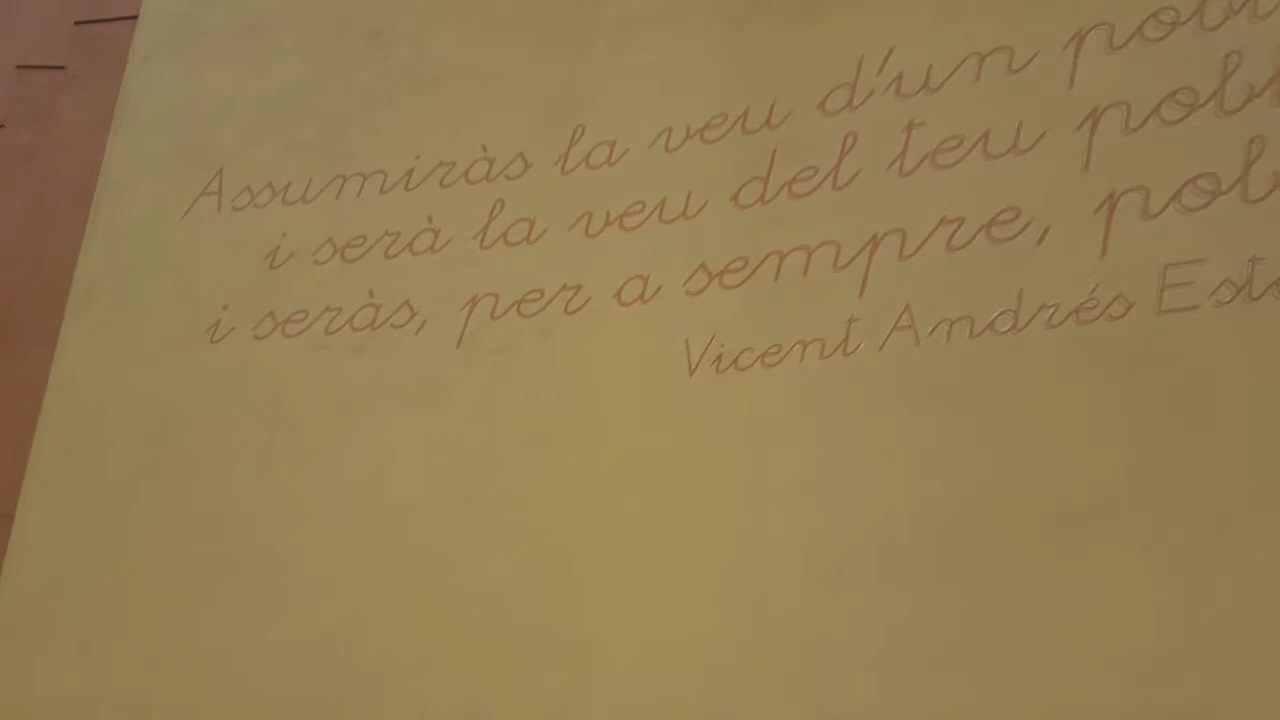 Assumiràs la veu d'un
i serà la veu del teu
i seràs, per a sempre,
Vicent Andrés